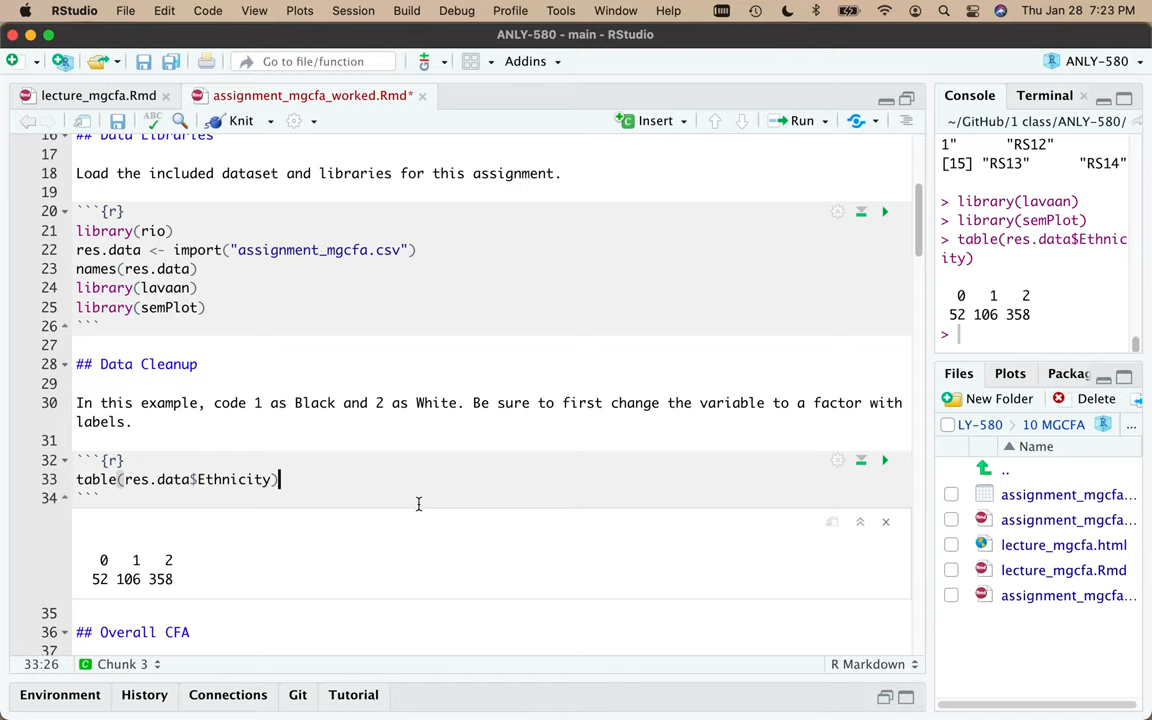 RStudio File Edit Code View Plots Session Build Debug Profile Tools Window Help Thu Jan 28 7:23 PM
ANLY-580 - main - RStudio
Go to file/function Addins ANLY-580
lecture_mgcfa.Rmd assignment_mgcfa_worked.Rmd*
ABC Knit Insert Run
16 ## Data Libraries
17
18 Load the included dataset and libraries for this assignment.
19
20 ```{r}
21 library(rio)
22 res.data <- import("assignment_mgcfa.csv")
23 names(res.data)
24 library(lavaan)
25 library(semPlot)
26 ```
27
28 ## Data Cleanup
29
30 In this example, code 1 as Black and 2 as White. Be sure to first change the variable to a factor with
labels.
31
32 ```{r}
33 table(res.data$Ethnicity)
34 ```
0 1 2
52 106 358
35
36 ## Overall CFA
37
33:26 Chunk 3 R Markdown
Environment History Connections Git Tutorial
Console Terminal
~/GitHub/1 class/ANLY-580/
1" "RS12"
[15] "RS13" "RS14"
> library(lavaan)
> library(semPlot)
> table(res.data$Ethnic
ity)
0 1 2
52 106 358
>
Files Plots Packag
New Folder Delete
LY-580 > 10 MGCFA ...
Name
..
assignment_mgcfa...
assignment_mgcfa...
lecture_mgcfa.html
lecture_mgcfa.Rmd
assignment_mgcfa...